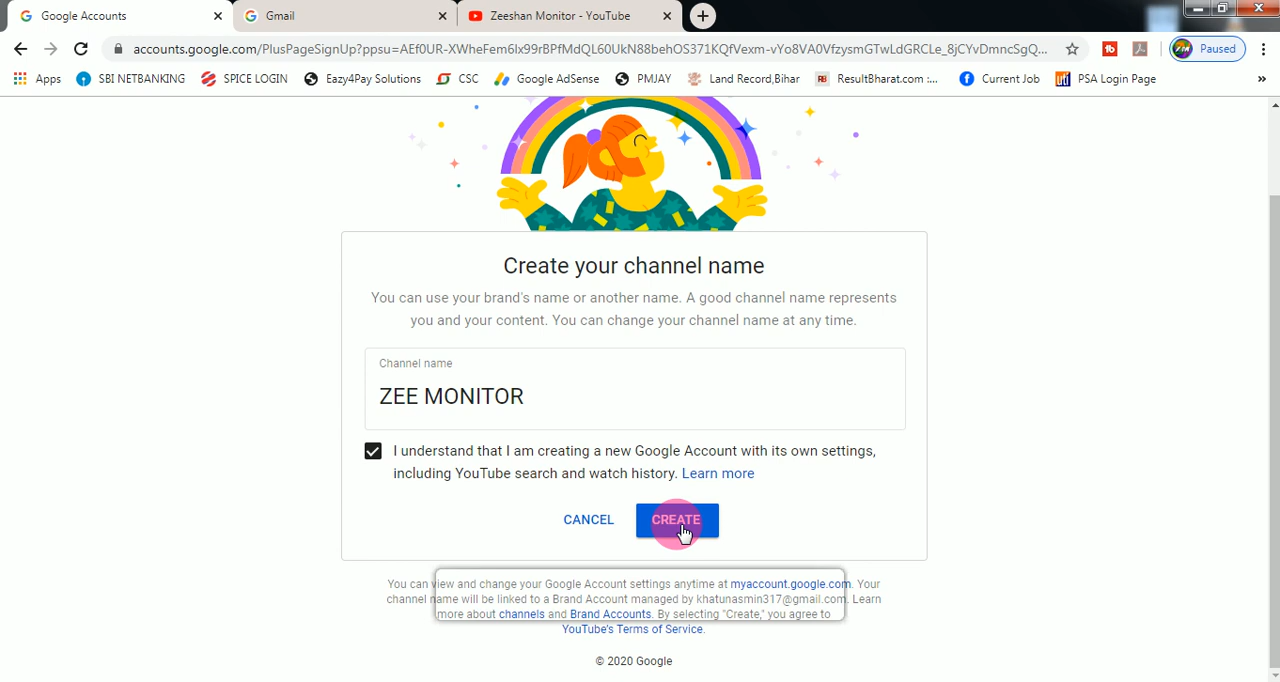 Google Accounts
Gmail
Zeeshan Monitor - YouTube
accounts.google.com/PlusPageSignUp?ppsu=AEf0UR-XWheFem6Ix99fBPfMdQL60UkN88behOS371KQfVexm-vYo8VA0VfzysmGTwLdGRCLe_8jCYvDmncSgQ...
Paused
Apps
SBI NETBANKING
SPICE LOGIN
Eazy4Pay Solutions
CSC
Google AdSense
PMJAY
Land Record,Bihar
ResultBharat.com :...
Current Job
PSA Login Page
»
Create your channel name
You can use your brand's name or another name. A good channel name represents
you and your content. You can change your channel name at any time.
Channel name
ZEE MONITOR
I understand that I am creating a new Google Account with its own settings,
including YouTube search and watch history. Learn more
CANCEL
CREATE
You can view and change your Google Account settings anytime at myaccount.google.com. Your
channel name will be linked to a Brand Account managed by khatunasmin317@gmail.com. Learn
more about channels and Brand Accounts. By selecting "Create," you agree to
YouTube's Terms of Service.
© 2020 Google